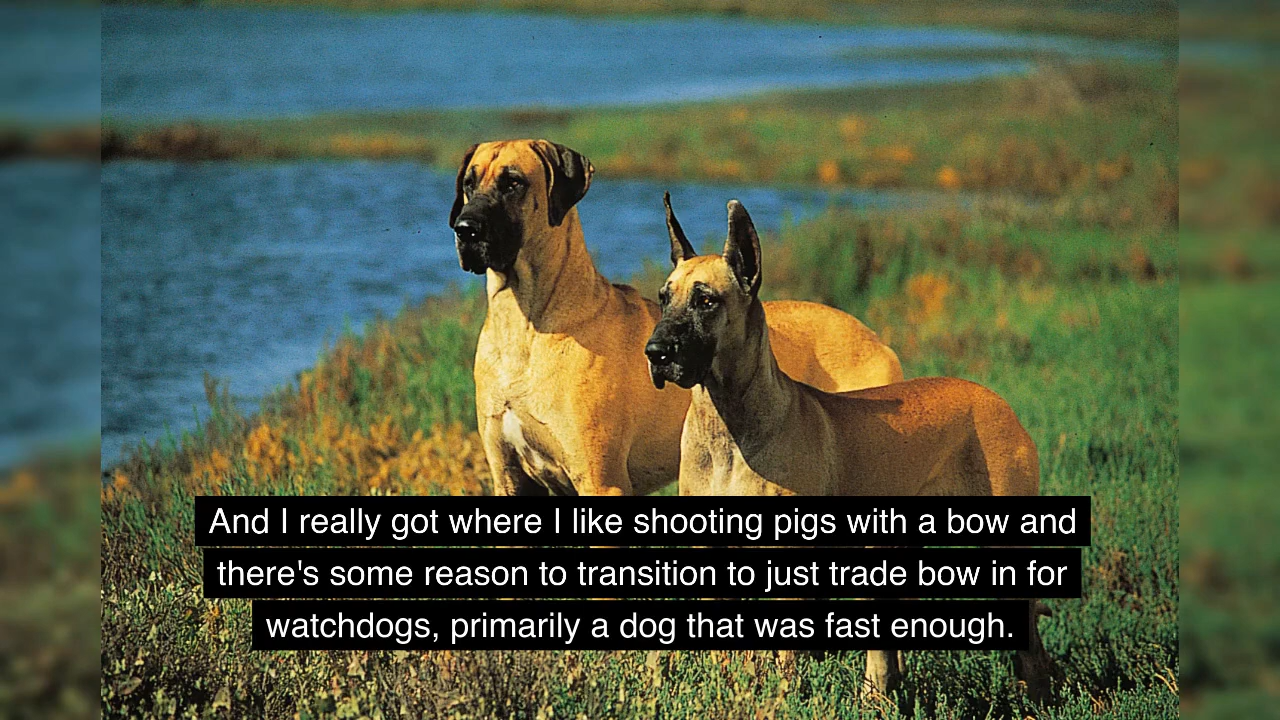 And I really got where I like shooting pigs with a bow and
there's some reason to transition to just trade bow in for
watchdogs, primarily a dog that was fast enough.